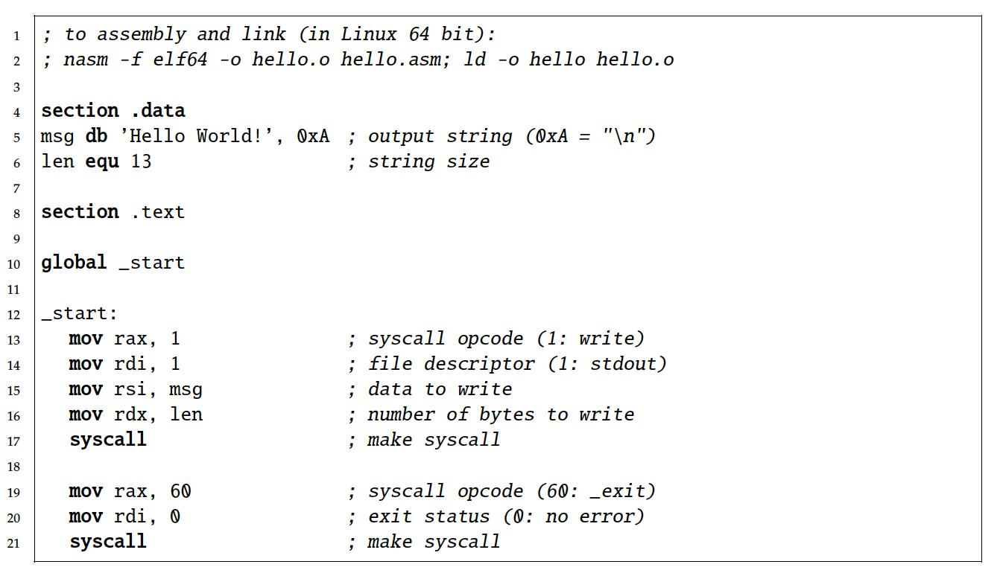 1 ; to assembly and link (in Linux 64 bit):
2 ; nasm -f elf64 -o hello.o hello.asm; ld -o hello hello.o
3
4 section .data
5 msg db ’Hello World!’, 0xA ; output string (0xA = "\n")
6 len equ 13 ; string size
7
8 section .text
9
10 global _start
11
12 _start:
13 mov rax, 1 ; syscall opcode (1: write)
14 mov rdi, 1 ; file descriptor (1: stdout)
15 mov rsi, msg ; data to write
16 mov rdx, len ; number of bytes to write
17 syscall ; make syscall
18
19 mov rax, 60 ; syscall opcode (60: _exit)
20 mov rdi, 0 ; exit status (0: no error)
21 syscall ; make syscall